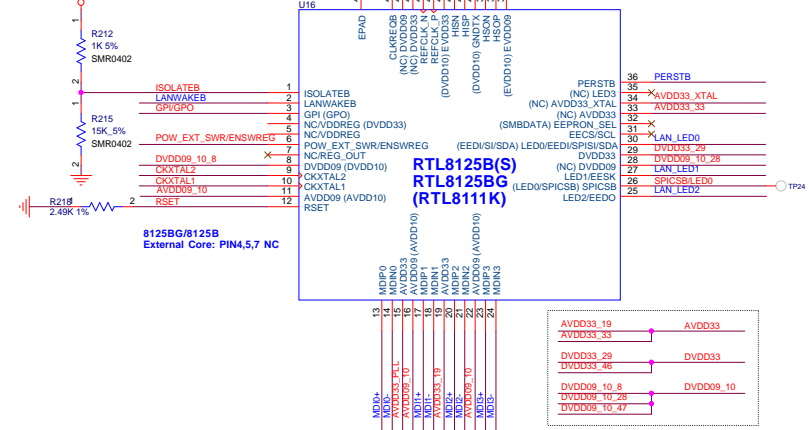 U16
EPAD
CLKREQB
(NC) DVDD09
(NC) DVDD33
REFCLK_N
REFCLK_P
(DVDD10) EVDD33
HSIN
HSIP
(DVDD10) GNDTX
HSON
HSOP
(EVDD10) EVDD09
1
R212
1K 5%
SMR0402
2
1
R215
15K_5%
SMR0402
2
ISOLATEB
LANWAKEB
GPI/GPO
POW_EXT_SWR/ENSWREG
DVDD09_10_8
CKXTAL2
CKXTAL1
AVDD09_10
RSET
R218
2.49K 1%
1
2
1
2
3
4
5
6
7
8
9
10
11
12
ISOLATEB
LANWAKEB
GPI (GPO)
NC/VDDREG (DVDD33)
NC/VDDREG
POW_EXT_SWR/ENSWREG
NC/REG_OUT
DVDD09 (DVDD10)
CKXTAL2
CKXTAL1
AVDD09 (AVDD10)
RSET
RTL8125B(S)
RTL8125BG
(RTL8111K)
PERSTB
(NC) LED3
(NC) AVDD33_XTAL
(NC) AVDD33
(SMBDATA) EEPRON_SEL
EECS/SCL
(EEDI/SI/SDA) LED0/EEDI/SPISI/SDA
DVDD33
(NC) DVDD09
LED1/EESK
(LED0/SPICSB) SPICSB
LED2/EEDO
36
35
34
33
32
31
30
29
28
27
26
25
PERSTB
AVDD33_XTAL
AVDD33_33
LAN_LED0
DVDD33_29
DVDD09_10_28
LAN_LED1
SPICSB/LED0
LAN_LED2
TP24
8125BG/8125B
External Core: PIN4,5,7 NC
MDIP0
MDIN0
AVDD33
AVDD09 (AVDD10)
MDIP1
MDIN1
AVDD33
MDIP2
MDIN2
AVDD09 (AVDD10)
MDIP3
MDIN3
13
14
15
16
17
18
19
20
21
22
23
24
MDI0+
MDI0-
AVDD33_PLL
AVDD09_10
MDI1+
MDI1-
AVDD33_19
MDI2+
MDI2-
AVDD09_10
MDI3+
MDI3-
AVDD33_19
AVDD33
AVDD33_33
DVDD33_29
DVDD33
DVDD33_46
DVDD09_10_8
DVDD09_10
DVDD09_10_28
DVDD09_10_47